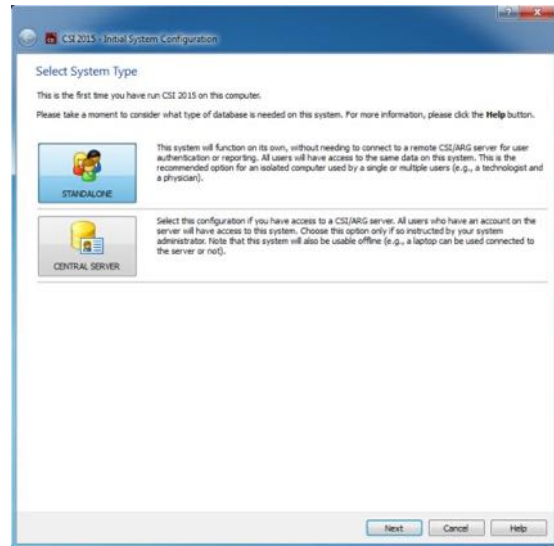 CSI 2015 - Initial System Configuration
Select System Type
This is the first time you have run CSI 2015 on this computer.
Please take a moment to consider what type of database is needed on this system. For more information, please click the Help button.
This system will function on its own, without needing to connect to a remote CSI/ARG server for user
authentication or reporting. All users will have access to the same data on this system. This is the
recommended option for an isolated computer used by a single or multiple users (e.g., a technologist and
a physician).
STANDALONE
Select this configuration if you have access to a CSI/ARG server. All users who have an account on the
server will have access to this system. Choose this option only if so instructed by your system
administrator. Note that this system will also be usable offline (e.g., a laptop can be used connected to
the server or not).
CENTRAL SERVER
Next Cancel Help